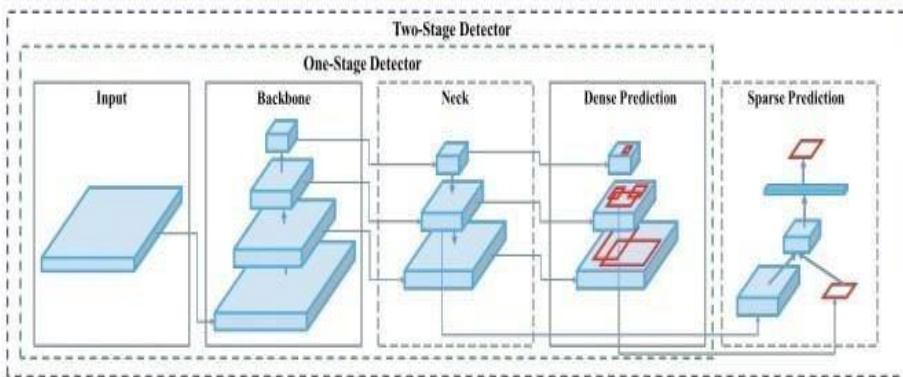 Two-Stage Detector
One-Stage Detector
Input
Backbone
Neck
Dense Prediction
Sparse Prediction